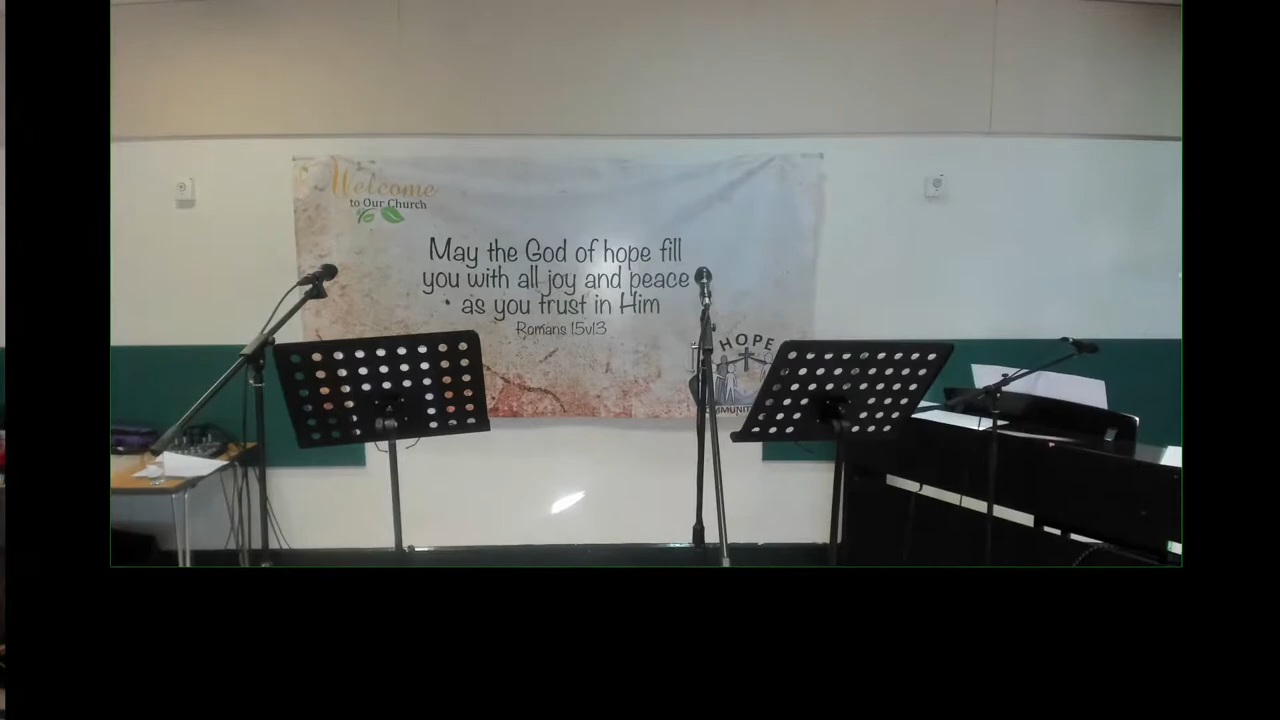 Welcome
to Our Church
May the God of hope fill
you with all joy and peace
as you trust in Him
Romans 15v13
HOPE